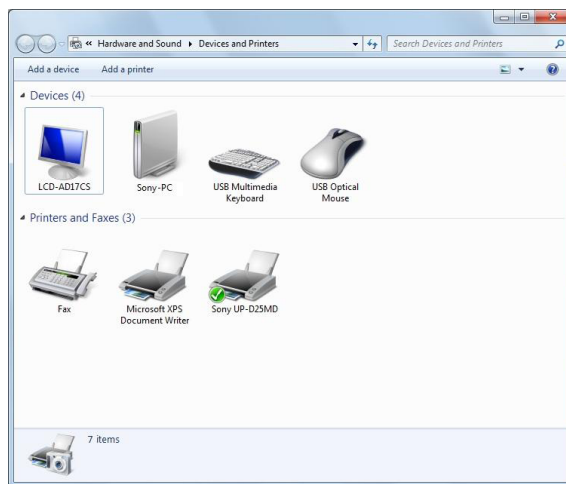 « Hardware and Sound ▸ Devices and Printers
Search Devices and Printers
Add a device Add a printer
Devices (4)
LCD-AD17CS Sony-PC USB Multimedia Keyboard USB Optical Mouse
Printers and Faxes (3)
Fax Microsoft XPS Document Writer Sony UP-D25MD
7 items